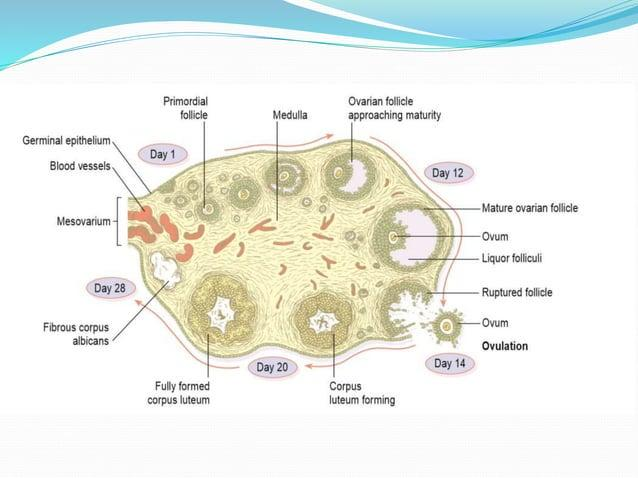 Primordial
follicle
Medulla
Ovarian follicle
approaching maturity
Germinal epithelium
Day 1
Blood vessels
Day 12
Mesovarium
Mature ovarian follicle
Ovum
Liquor folliculi
Day 28
Ruptured follicle
Fibrous corpus
albicans
Ovum
Ovulation
Day 20
Day 14
Fully formed
corpus luteum
Corpus
luteum forming